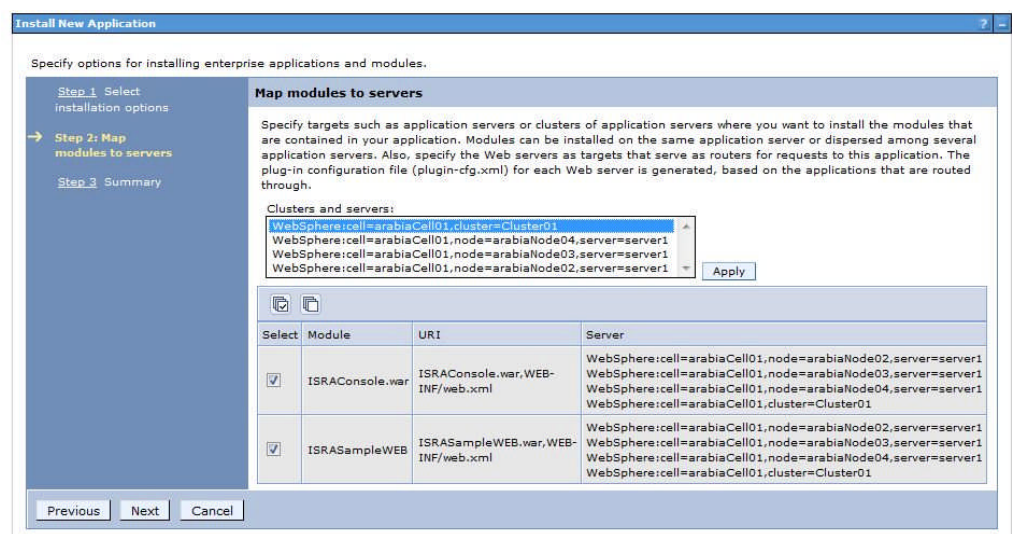 Install New Application
? –
Specify options for installing enterprise applications and modules.
Step 1 Select
installation options
Step 2: Map
modules to servers
Step 3 Summary
Map modules to servers
Specify targets such as application servers or clusters of application servers where you want to install the modules that
are contained in your application. Modules can be installed on the same application server or dispersed among several
application servers. Also, specify the Web servers as targets that serve as routers for requests to this application. The
plug-in configuration file (plugin-cfg.xml) for each Web server is generated, based on the applications that are routed
through.
Clusters and servers:
WebSphere:cell=arabiaCell01,cluster=Cluster01
WebSphere:cell=arabiaCell01,node=arabiaNode04,server=server1
WebSphere:cell=arabiaCell01,node=arabiaNode03,server=server1
WebSphere:cell=arabiaCell01,node=arabiaNode02,server=server1
Apply
Select Module URI Server
ISRAConsole.war
ISRAConsole.war,WEB-
INF/web.xml
WebSphere:cell=arabiaCell01,node=arabiaNode02,server=server1
WebSphere:cell=arabiaCell01,node=arabiaNode03,server=server1
WebSphere:cell=arabiaCell01,node=arabiaNode04,server=server1
WebSphere:cell=arabiaCell01,cluster=Cluster01
ISRASampleWEB
ISRASampleWEB.war,WEB-
INF/web.xml
WebSphere:cell=arabiaCell01,node=arabiaNode02,server=server1
WebSphere:cell=arabiaCell01,node=arabiaNode03,server=server1
WebSphere:cell=arabiaCell01,node=arabiaNode04,server=server1
WebSphere:cell=arabiaCell01,cluster=Cluster01
Previous Next Cancel